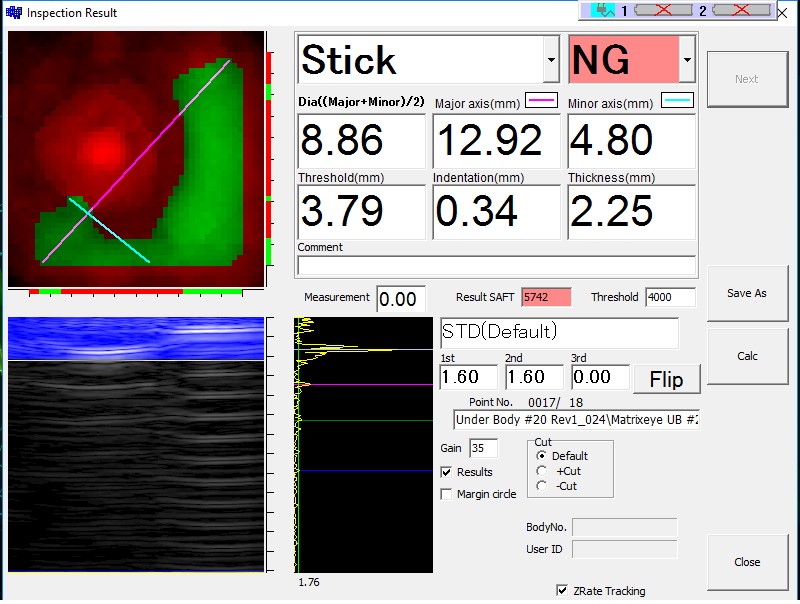 Inspection Result
1 2
Stick NG
Next
Dia((Major+Minor)/2) Major axis(mm) Minor axis(mm)
8.86 12.92 4.80
Threshold(mm) Indentation(mm) Thickness(mm)
3.79 0.34 2.25
Comment
Measurement 0.00 Result SAFT 5742 Threshold 4000
Save As
STD(Default)
1st 2nd 3rd
1.60 1.60 0.00 Flip
Calc
Point No. 0017/ 18
Under Body #20 Rev1_024\Matrixeye UB #2
Gain 35
Cut
Default
+Cut
-Cut
Results
Margin circle
BodyNo.
User ID
Close
1.76
ZRate Tracking